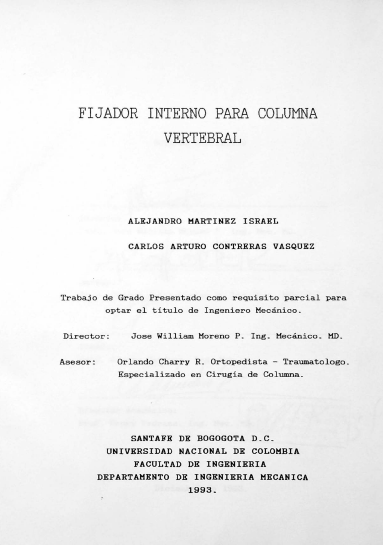 FIJADOR INTERNO PARA COLUMNA
VERTEBRAL
ALEJANDRO MARTINEZ ISRAEL
CARLOS ARTURO CONTRERAS VASQUEZ
Trabajo de Grado Presentado como requisito parcial para
optar el título de Ingeniero Mecánico.
Director: Jose William Moreno P. Ing. Mecánico. MD.
Asesor: Orlando Charry R. Ortopedista - Traumatologo.
Especializado en Cirugía de Columna.
SANTAFE DE BOGOGOTA D.C.
UNIVERSIDAD NACIONAL DE COLOMBIA
FACULTAD DE INGENIERIA
DEPARTAMENTO DE INGENIERIA MECANICA
1993.